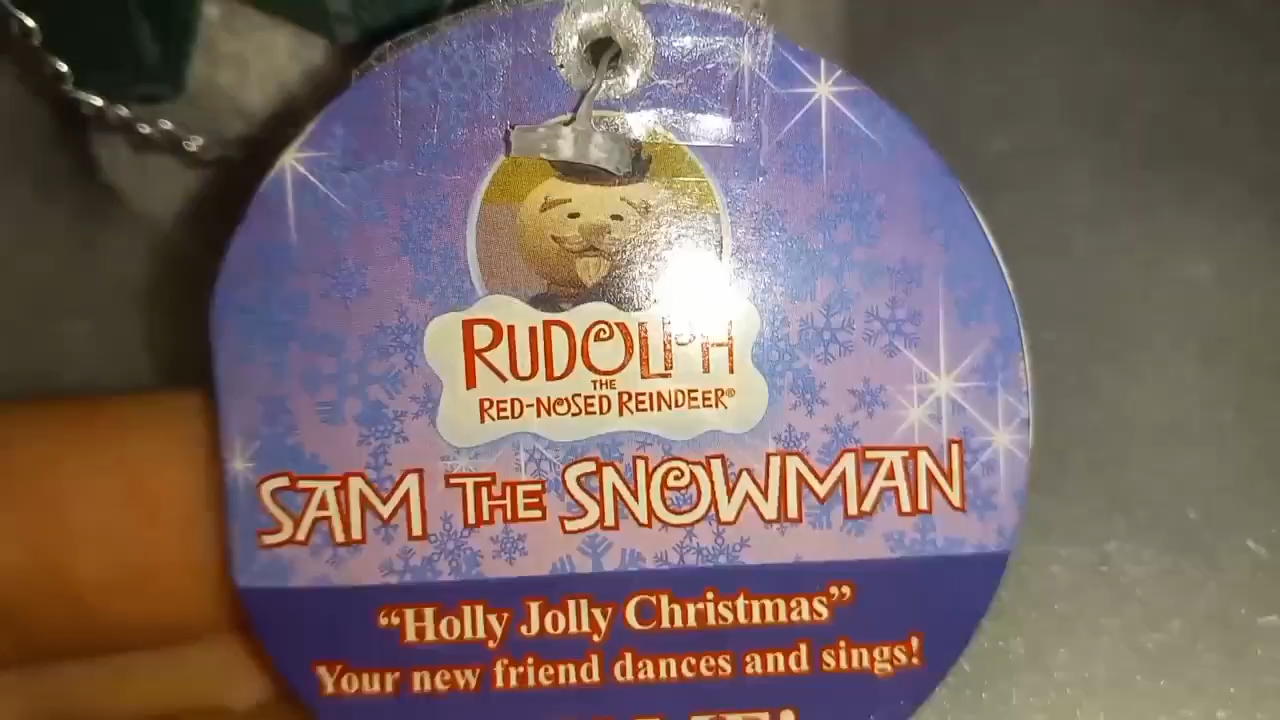 RUDOLPH
THE
RED-NOSED REINDEER®
SAM THE SNOWMAN
“Holly Jolly Christmas”
Your new friend dances and sings!